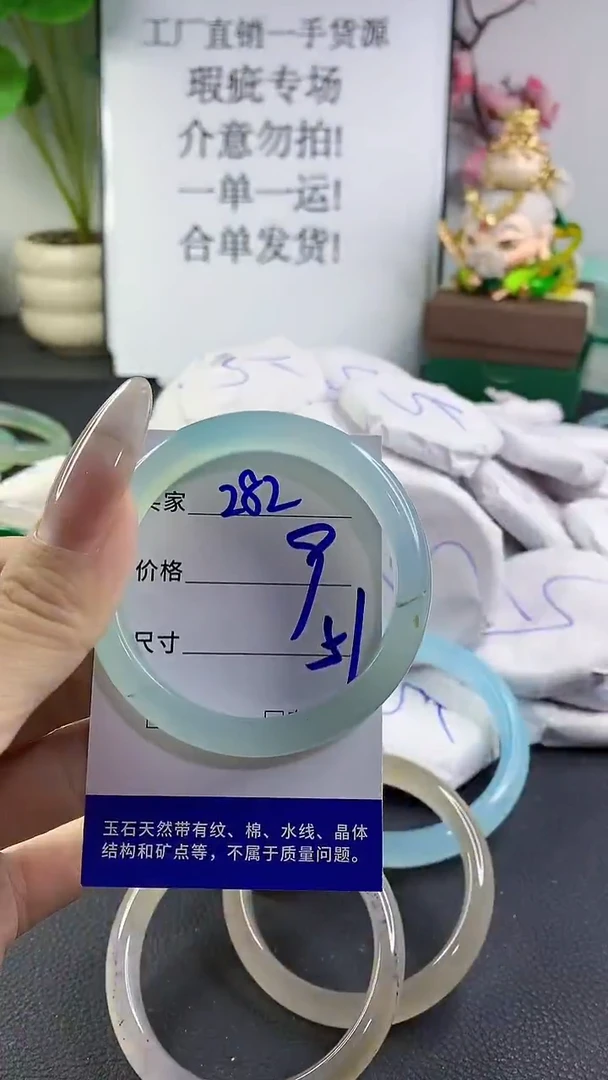 工厂直销一手货源
瑕疵专场
介意勿拍!
一单一运!
合单发货!
家 282
价格 9
尺寸 51
玉石天然带有纹、棉、水线、晶体
结构和矿点等，不属于质量问题。